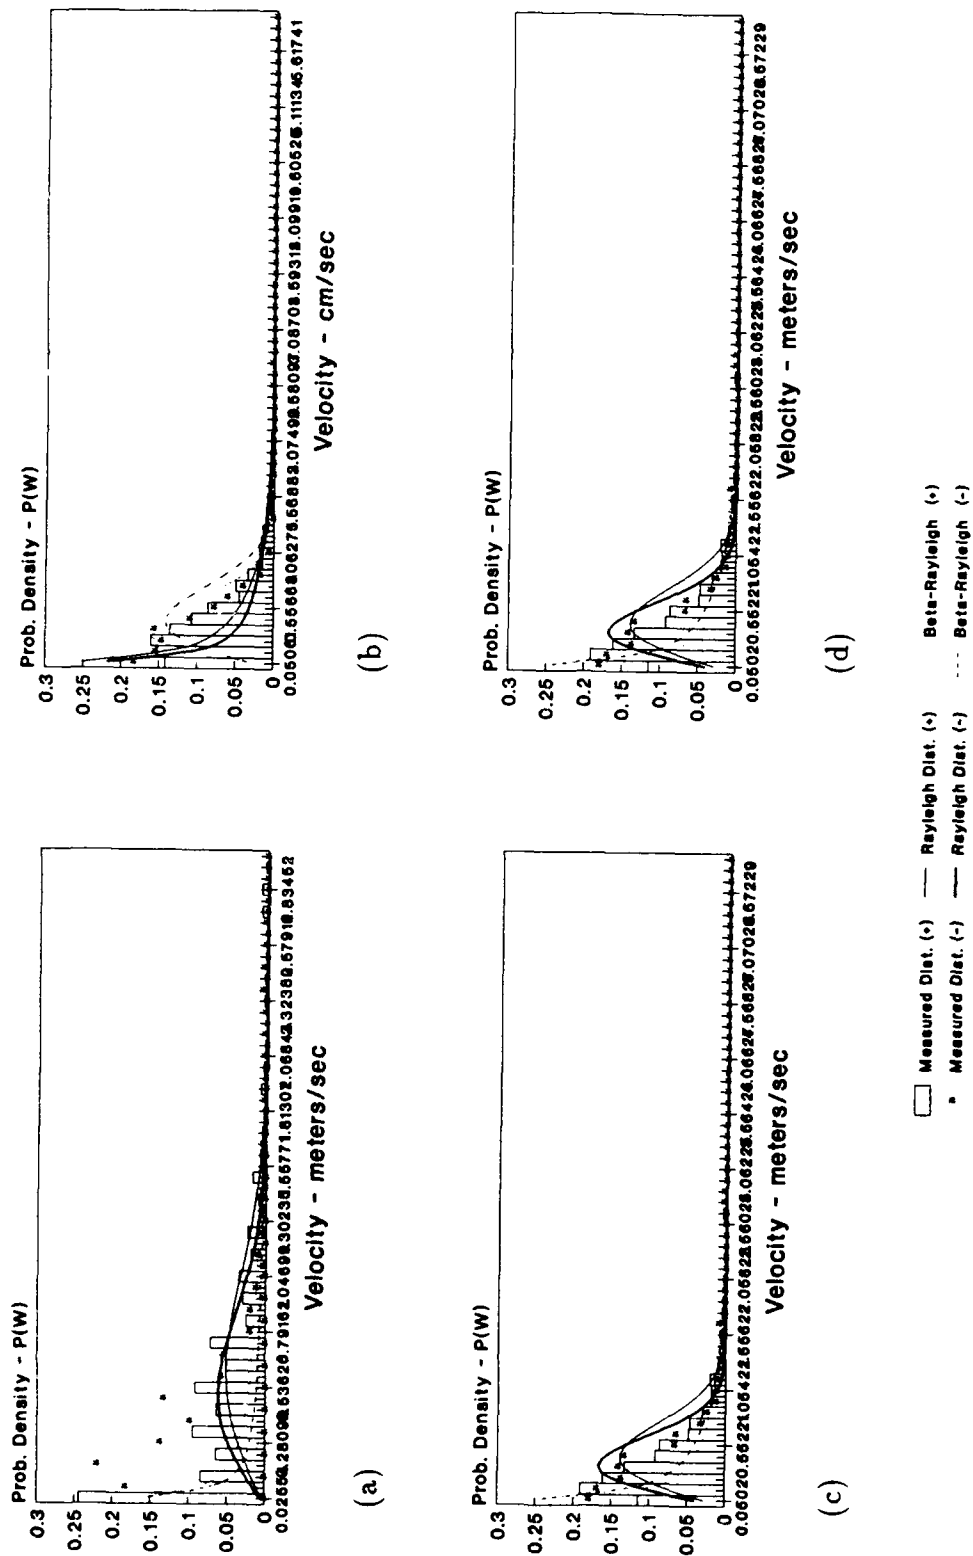 Prob. Density - P(W)
0.3
0.25
0.2
0.15
0.1
0.05
0
Velocity - meters/sec
(a)
Prob. Density - P(W)
0.3
0.25
0.2
0.15
0.1
0.05
0
Velocity - cm/sec
(b)
Prob. Density - P(W)
0.3
0.25
0.2
0.15
0.1
0.05
0
Velocity - meters/sec
(c)
Prob. Density - P(W)
0.3
0.25
0.2
0.15
0.1
0.05
0
Velocity - meters/sec
(d)
Measured Dist. (+) Rayleigh Dist. (+) Beta-Rayleigh (+)
Measured Dist. (-) Rayleigh Dist. (-) Beta-Rayleigh (-)